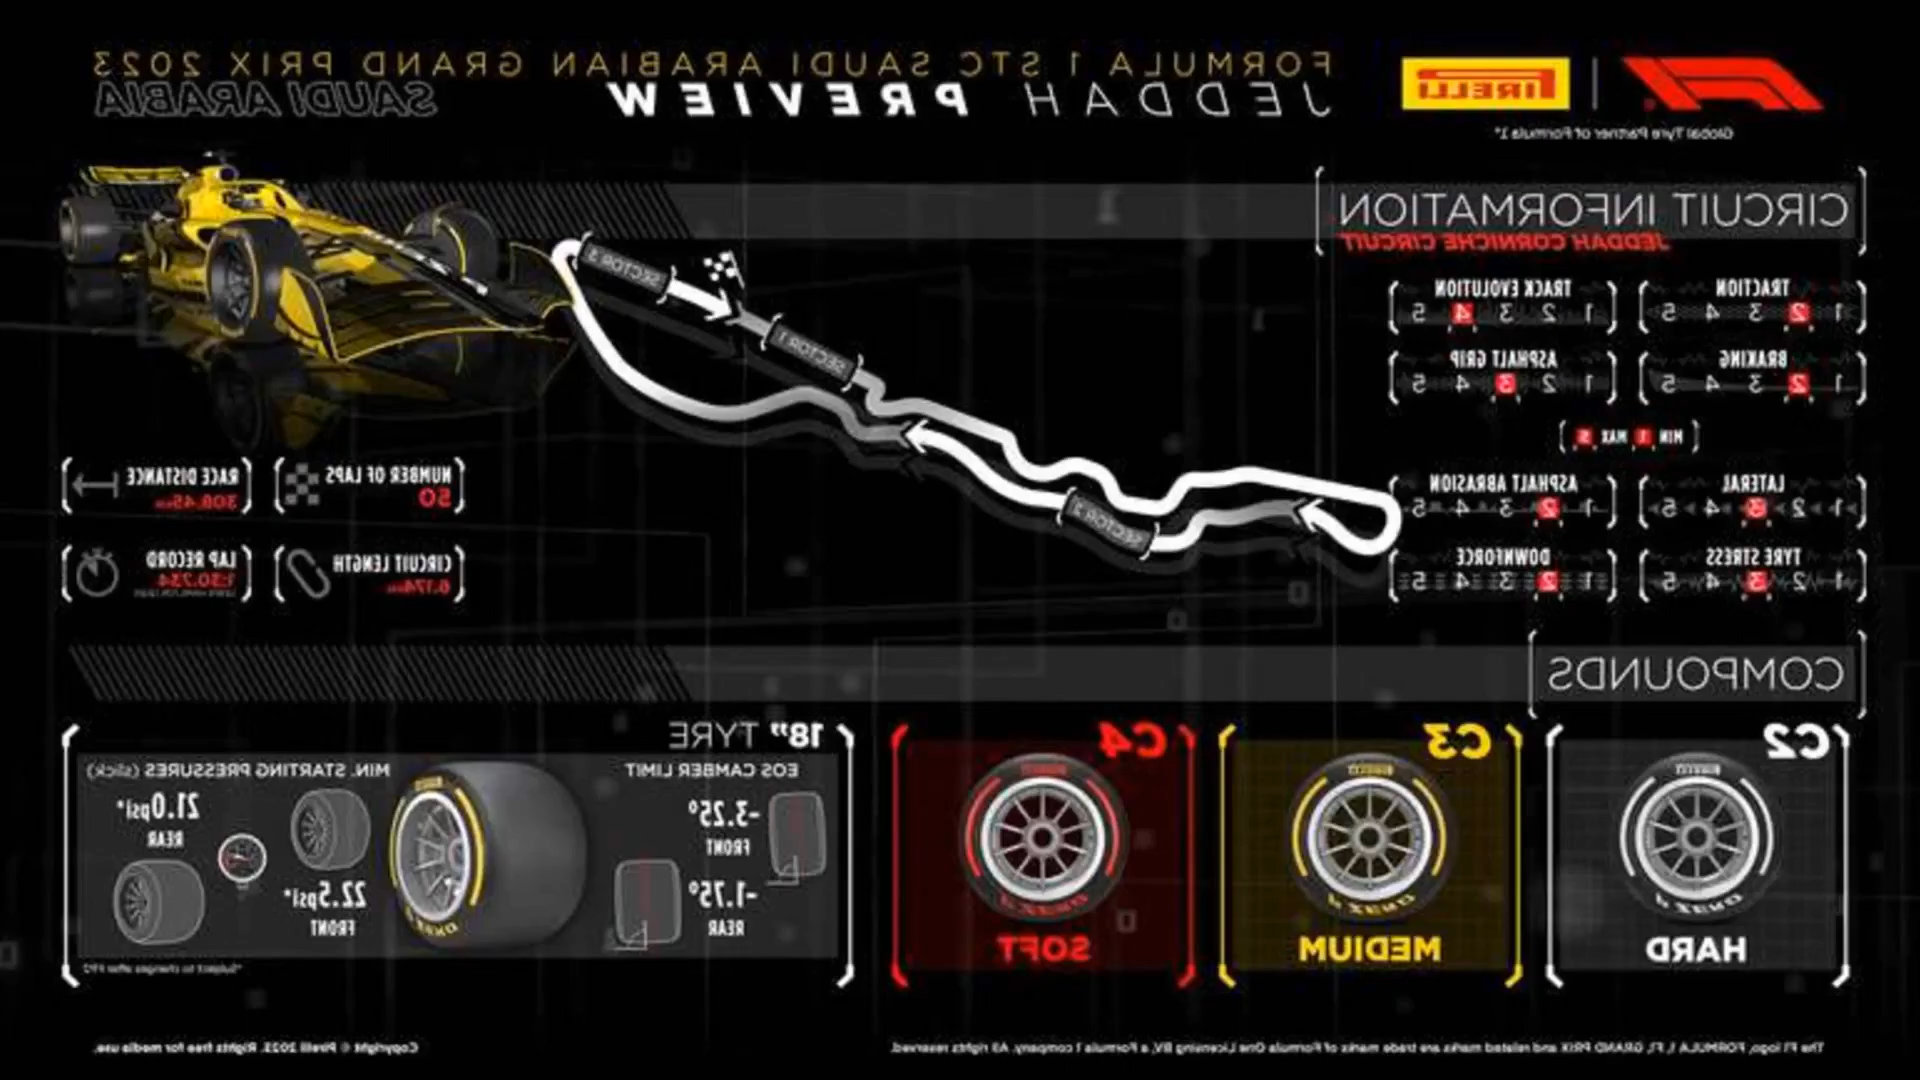 PIRELLI
Global Tyre Partner of Formula 1®
FORMULA 1 STC SAUDI ARABIAN GRAND PRIX 2023
JEDDAH PREVIEW
SAUDI ARABIA
CIRCUIT INFORMATION
JEDDAH CORNICHE CIRCUIT
TRACTION
1 2 3 4 5
TRACK EVOLUTION
1 2 3 4 5
BRAKING
1 2 3 4 5
ASPHALT GRIP
1 2 3 4 5
MIN 1 MAX 5
LATERAL
1 2 3 4 5
ASPHALT ABRASION
1 2 3 4 5
TYRE STRESS
1 2 3 4 5
DOWNFORCE
1 2 3 4 5
SECTOR 3
SECTOR 1
SECTOR 2
NUMBER OF LAPS
50
RACE DISTANCE
308.45km
CIRCUIT LENGTH
6.174km
LAP RECORD
1:30.734
COMPOUNDS
C2
PIRELLI
HARD
C3
PIRELLI
MEDIUM
C4
PIRELLI
SOFT
18” TYRE
EOS CAMBER LIMIT
-3.25º
FRONT
-1.75º
REAR
MIN. STARTING PRESSURES (slick)
22.5psi*
FRONT
21.0psi*
REAR
*Subject to changes after FP2
The F1 logo, FORMULA 1, F1, GRAND PRIX and related marks are trade marks of Formula One Licensing BV, a Formula 1 company. All rights reserved.
Copyright © Pirelli 2023. Rights free for media use.